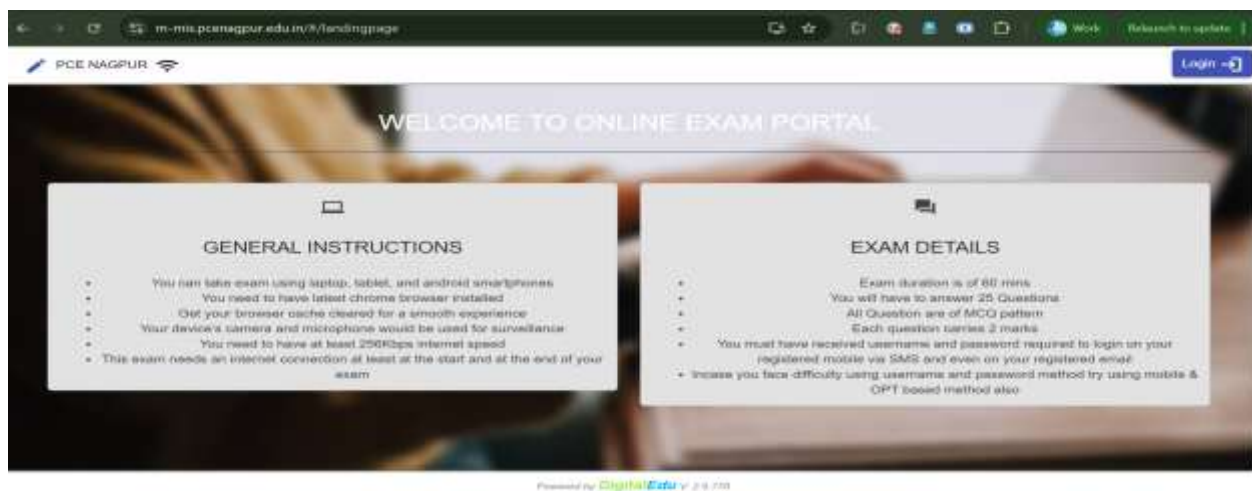 m-mis.pcenagpur.edu.in/#/landingpage
Work
Relaunch to update
PCE NAGPUR
Login
WELCOME TO ONLINE EXAM PORTAL
GENERAL INSTRUCTIONS
• You can take exam using laptop, tablet, and android smartphones
• You need to have latest chrome browser installed
• Get your browser cache cleared for a smooth experience
• Your device's camera and microphone would be used for surveillance
• You need to have at least 256Kbps internet speed
• This exam needs an internet connection at least at the start and at the end of your
exam
EXAM DETAILS
• Exam duration is of 60 mins
• You will have to answer 25 Questions
• All Question are of MCQ pattern
• Each question carries 2 marks
• You must have received username and password required to login on your
registered mobile via SMS and even on your registered email
• Incase you face difficulty using username and password method try using mobile &
OPT based method also
Powered by DigitalEdu V